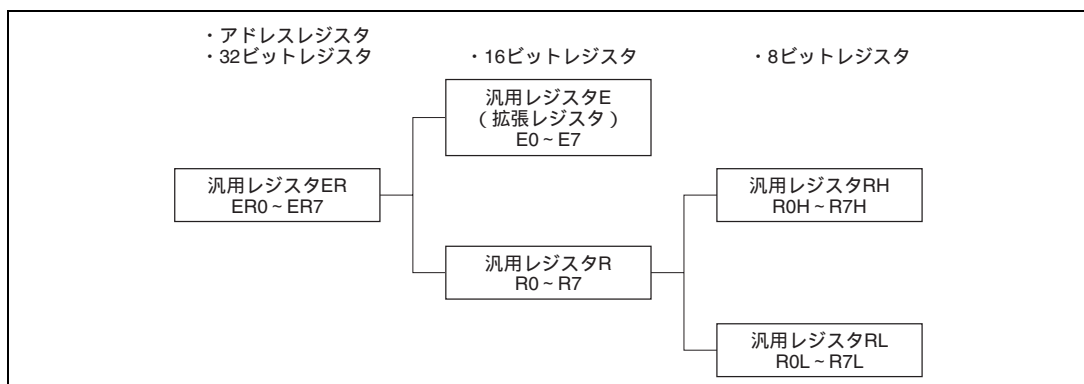 ・アドレスレジスタ
・32ビットレジスタ
・16ビットレジスタ
・8ビットレジスタ
汎用レジスタER
ER0~ER7
汎用レジスタE
(拡張レジスタ)
E0~E7
汎用レジスタR
R0~R7
汎用レジスタRH
R0H~R7H
汎用レジスタRL
R0L~R7L